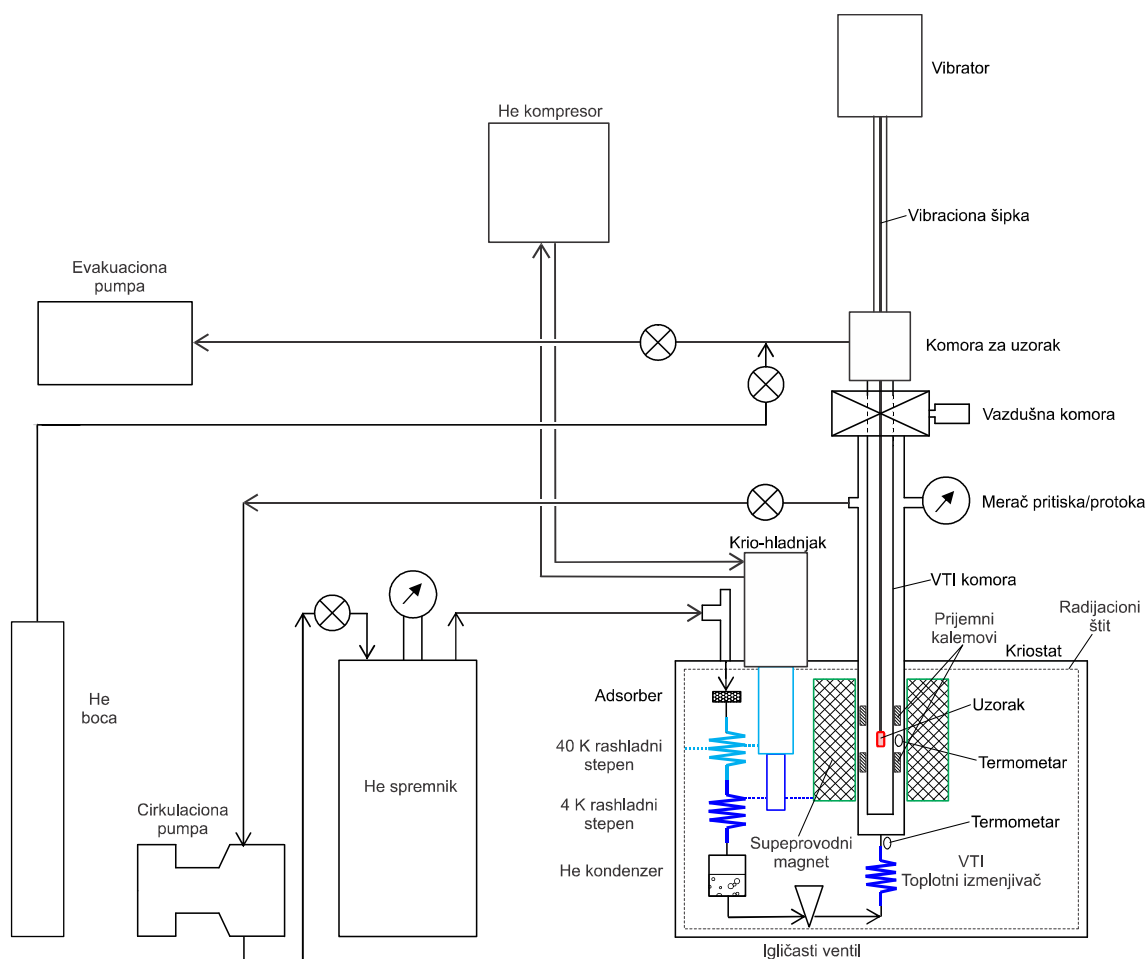 Vibrator
He kompresor
Vibraciona šipka
Evakuaciona
pumpa
Komora za uzorak
Vazdušna komora
Merač pritiska/protoka
Krio-hladnjak
VTI komora
Radijacioni
štit
Prijemni
kalemovi
Kriostat
He
boca
Adsorber
Uzorak
40 K rashladni
stepen
Termometar
He spremnik
4 K rashladni
stepen
Cirkulaciona
pumpa
Supeprovodni
magnet
Termometar
He kondenzer
VTI
Toplotni izmenjivač
Igličasti ventil